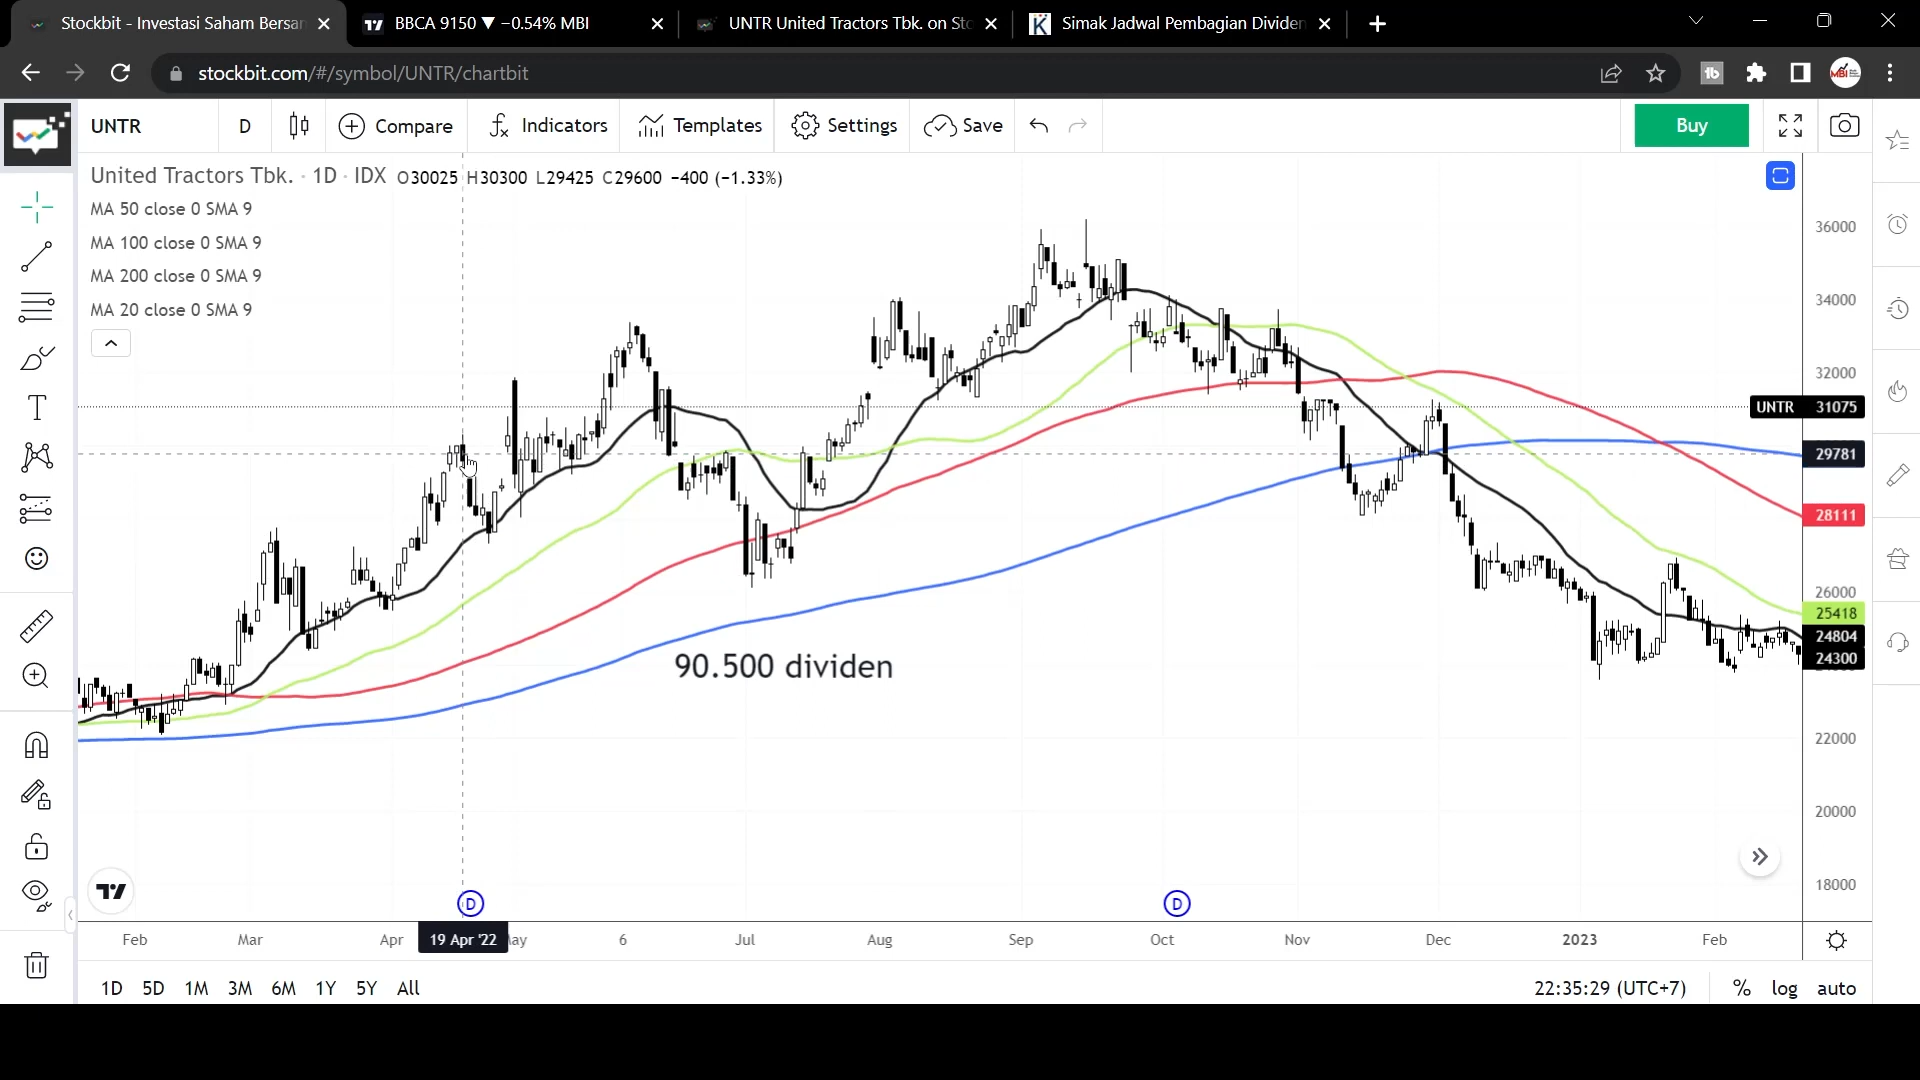 Stockbit - Investasi Saham Bersar
BBCA 9150 ▼ −0.54% MBI
UNTR United Tractors Tbk. on Sto
Simak Jadwal Pembagian Dividen
stockbit.com/#/symbol/UNTR/chartbit
UNTR
D
Compare
Indicators
Templates
Settings
Save
Buy
United Tractors Tbk. · 1D · IDX O30025 H30300 L29425 C29600 −400 (−1.33%)
MA 50 close 0 SMA 9
MA 100 close 0 SMA 9
MA 200 close 0 SMA 9
MA 20 close 0 SMA 9
36000
34000
32000
UNTR 31075
29781
28111
26000
25418
24804
24300
22000
20000
18000
90.500 dividen
D
D
Feb
Mar
Apr
19 Apr '22
6
Jul
Aug
Sep
Oct
Nov
Dec
2023
Feb
1D 5D 1M 3M 6M 1Y 5Y All
22:35:29 (UTC+7)
% log auto